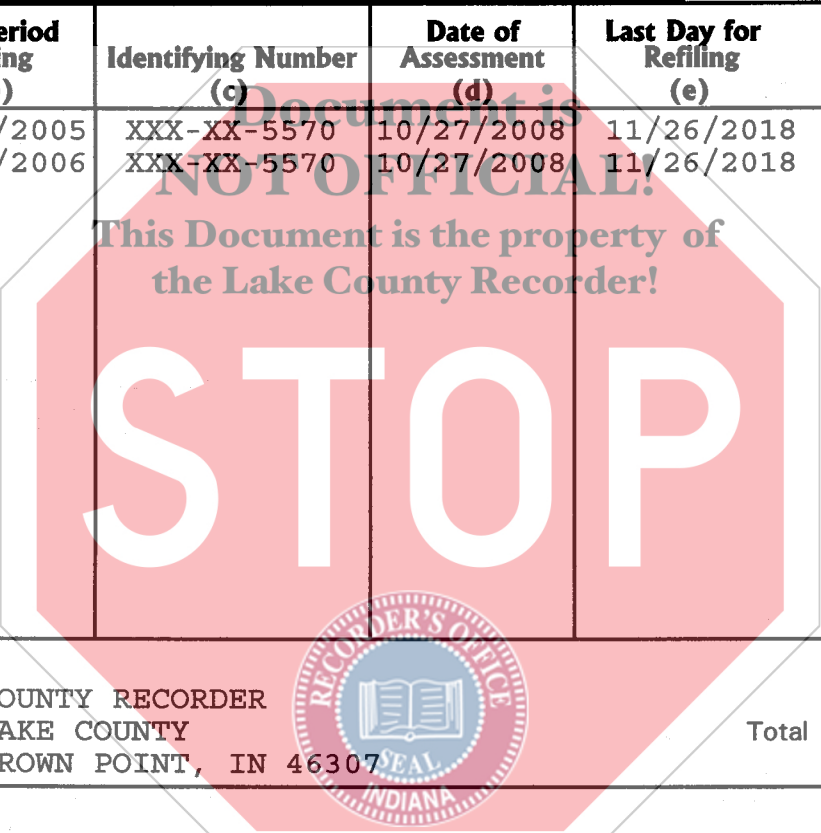 eriod
ing
)
Identifying Number
(c)
Date of
Assessment
(d)
Last Day for
Refiling
(e)
/2005 XXX-XX-5570 10/27/2008 11/26/2018
/2006 XXX-XX-5570 10/27/2008 11/26/2018
Document is
NOT OFFICIAL!
This Document is the property of
the Lake County Recorder!
STOP
OUNTY RECORDER
AKE COUNTY
ROWN POINT, IN 46307
Total
RECORDER'S OFFICE
SEAL
INDIANA